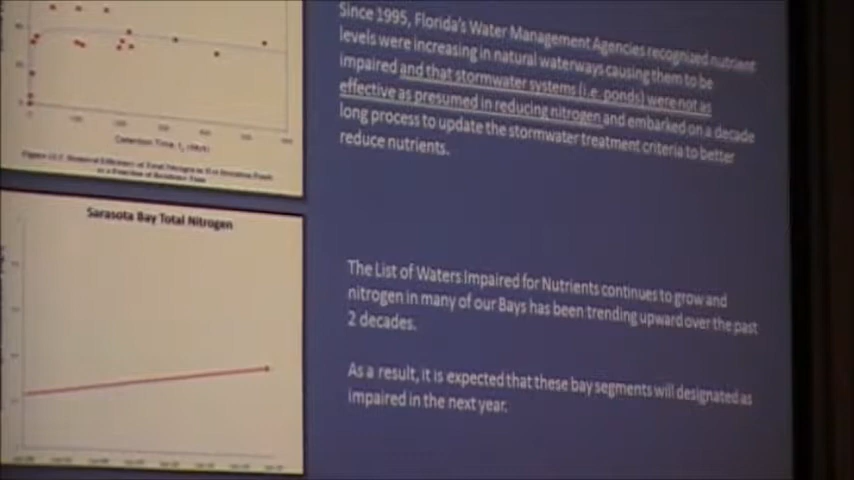 Detention Time, t, (days)
Sarasota Bay Total Nitrogen
Since 1995, Florida's Water Management Agencies recognized nutrient
levels were increasing in natural waterways causing them to be
impaired and that stormwater systems (i.e. ponds) were not as
effective as presumed in reducing nitrogen and embarked on a decade
long process to update the stormwater treatment criteria to better
reduce nutrients.
The List of Waters Impaired for Nutrients continues to grow and
nitrogen in many of our Bays has been trending upward over the past
2 decades.
As a result, it is expected that these bay segments will designated as
impaired in the next year.